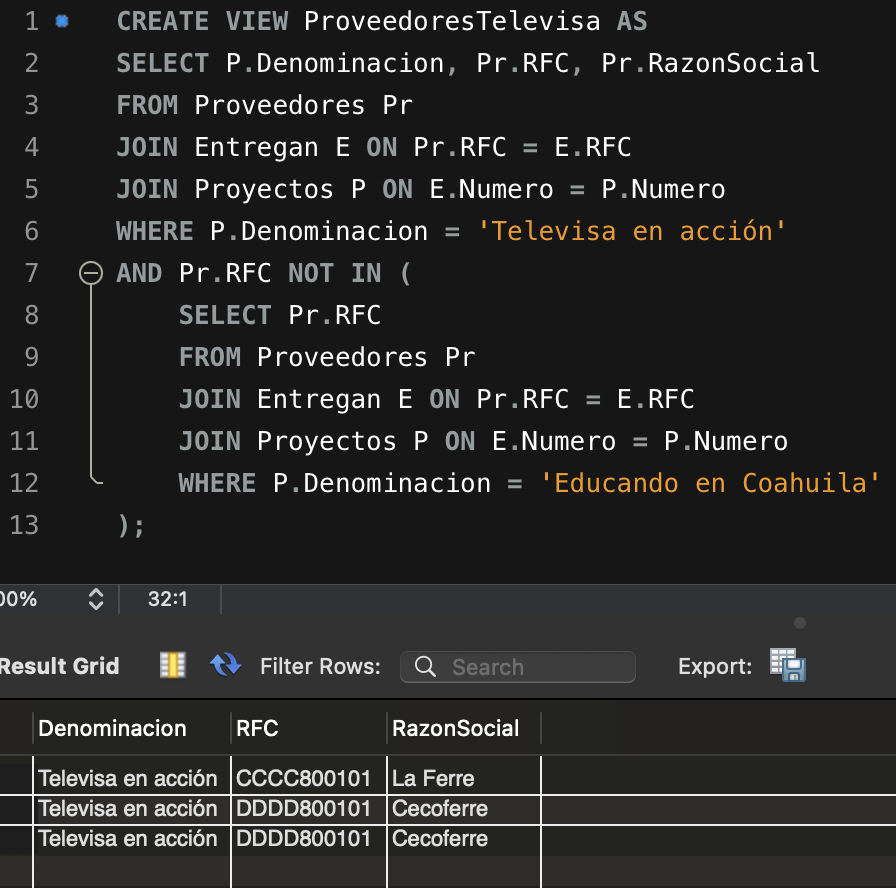 1 CREATE VIEW ProveedoresTelevisa AS
2 SELECT P.Denominacion, Pr.RFC, Pr.RazonSocial
3 FROM Proveedores Pr
4 JOIN Entregan E ON Pr.RFC = E.RFC
5 JOIN Proyectos P ON E.Numero = P.Numero
6 WHERE P.Denominacion = 'Televisa en acción'
7 AND Pr.RFC NOT IN (
8 SELECT Pr.RFC
9 FROM Proveedores Pr
10 JOIN Entregan E ON Pr.RFC = E.RFC
11 JOIN Proyectos P ON E.Numero = P.Numero
12 WHERE P.Denominacion = 'Educando en Coahuila'
13 );
00% 32:1
Result Grid Filter Rows: Search Export:
Denominacion RFC RazonSocial
Televisa en acción CCCC800101 La Ferre
Televisa en acción DDDD800101 Cecoferre
Televisa en acción DDDD800101 Cecoferre